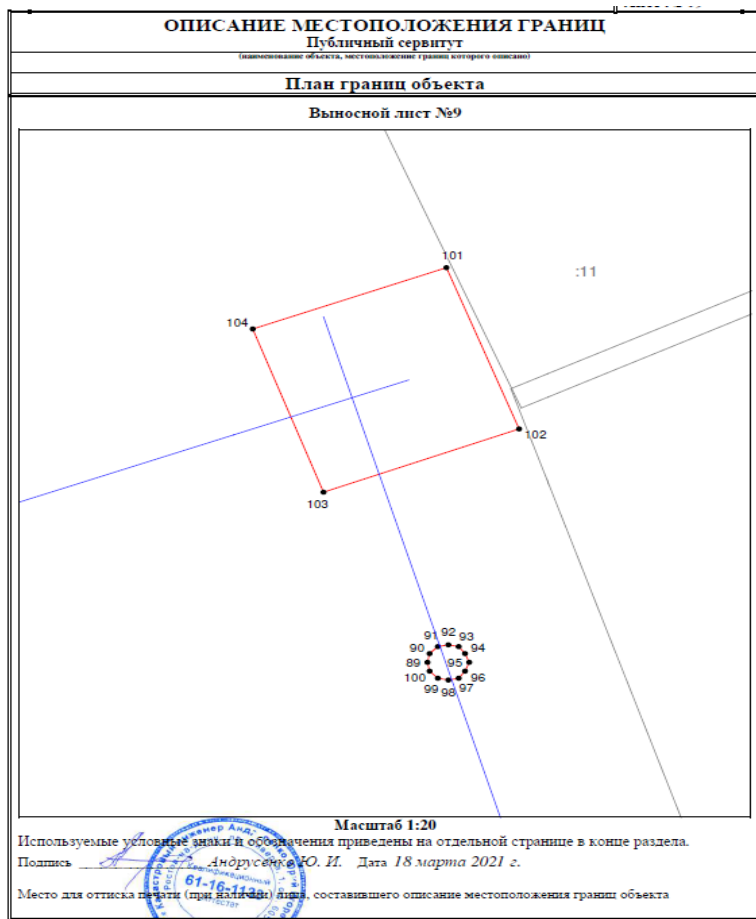 ОПИСАНИЕ МЕСТОПОЛОЖЕНИЯ ГРАНИЦ
Публичный сервитут
(наименование объекта, местоположение границ которого описано)
План границ объекта
Выносной лист №9
101
:11
104
102
103
91 92 93
90 94
89 95
100 96
99 98 97
Масштаб 1:20
Используемые условные знаки и обозначения приведены на отдельной странице в конце раздела.
Подпись Андрусенко Ю. И. Дата 18 марта 2021 г.
Место для оттиска печати (при наличии) лица, составившего описание местоположения границ объекта
Квалификационный
61-16-1128
аттестат